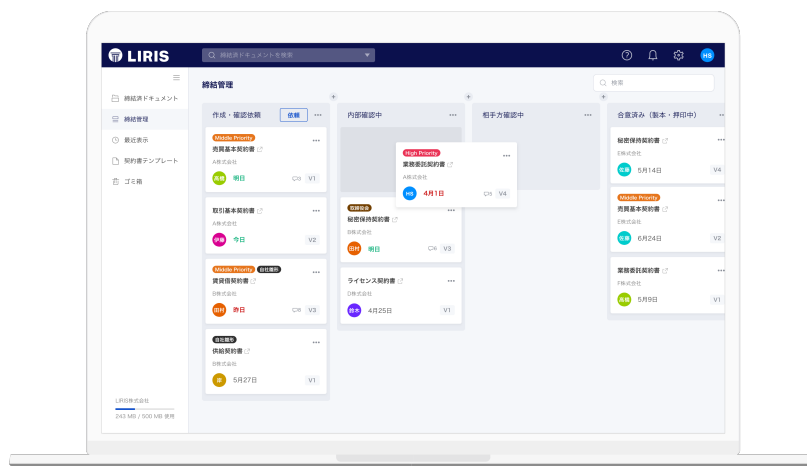 LIRIS
締結済ドキュメントを検索
HS
締結済ドキュメント
締結管理
最近表示
契約書テンプレート
ゴミ箱
LIRIS株式会社
243 MB / 500 MB 使用
締結管理
検索
作成・確認依頼
依頼
Middle Priority
売買基本契約書
A株式会社
高橋
明日
V1
取引基本契約書
A株式会社
伊藤
今日
V2
Middle Priority
自社雛形
賃貸借契約書
B株式会社
田村
昨日
V3
自社雛形
供給契約書
B株式会社
5月27日
V1
内部確認中
High Priority
業務委託契約書
A株式会社
HS
4月1日
V4
取締役会
秘密保持契約書
B株式会社
田村
明日
V3
ライセンス契約書
D株式会社
鈴木
4月25日
V1
相手方確認中
合意済み（製本・押印中）
秘密保持契約書
E株式会社
佐藤
5月14日
V4
Middle Priority
売買基本契約書
E株式会社
佐藤
6月24日
V2
業務委託契約書
F株式会社
高橋
5月9日
V1